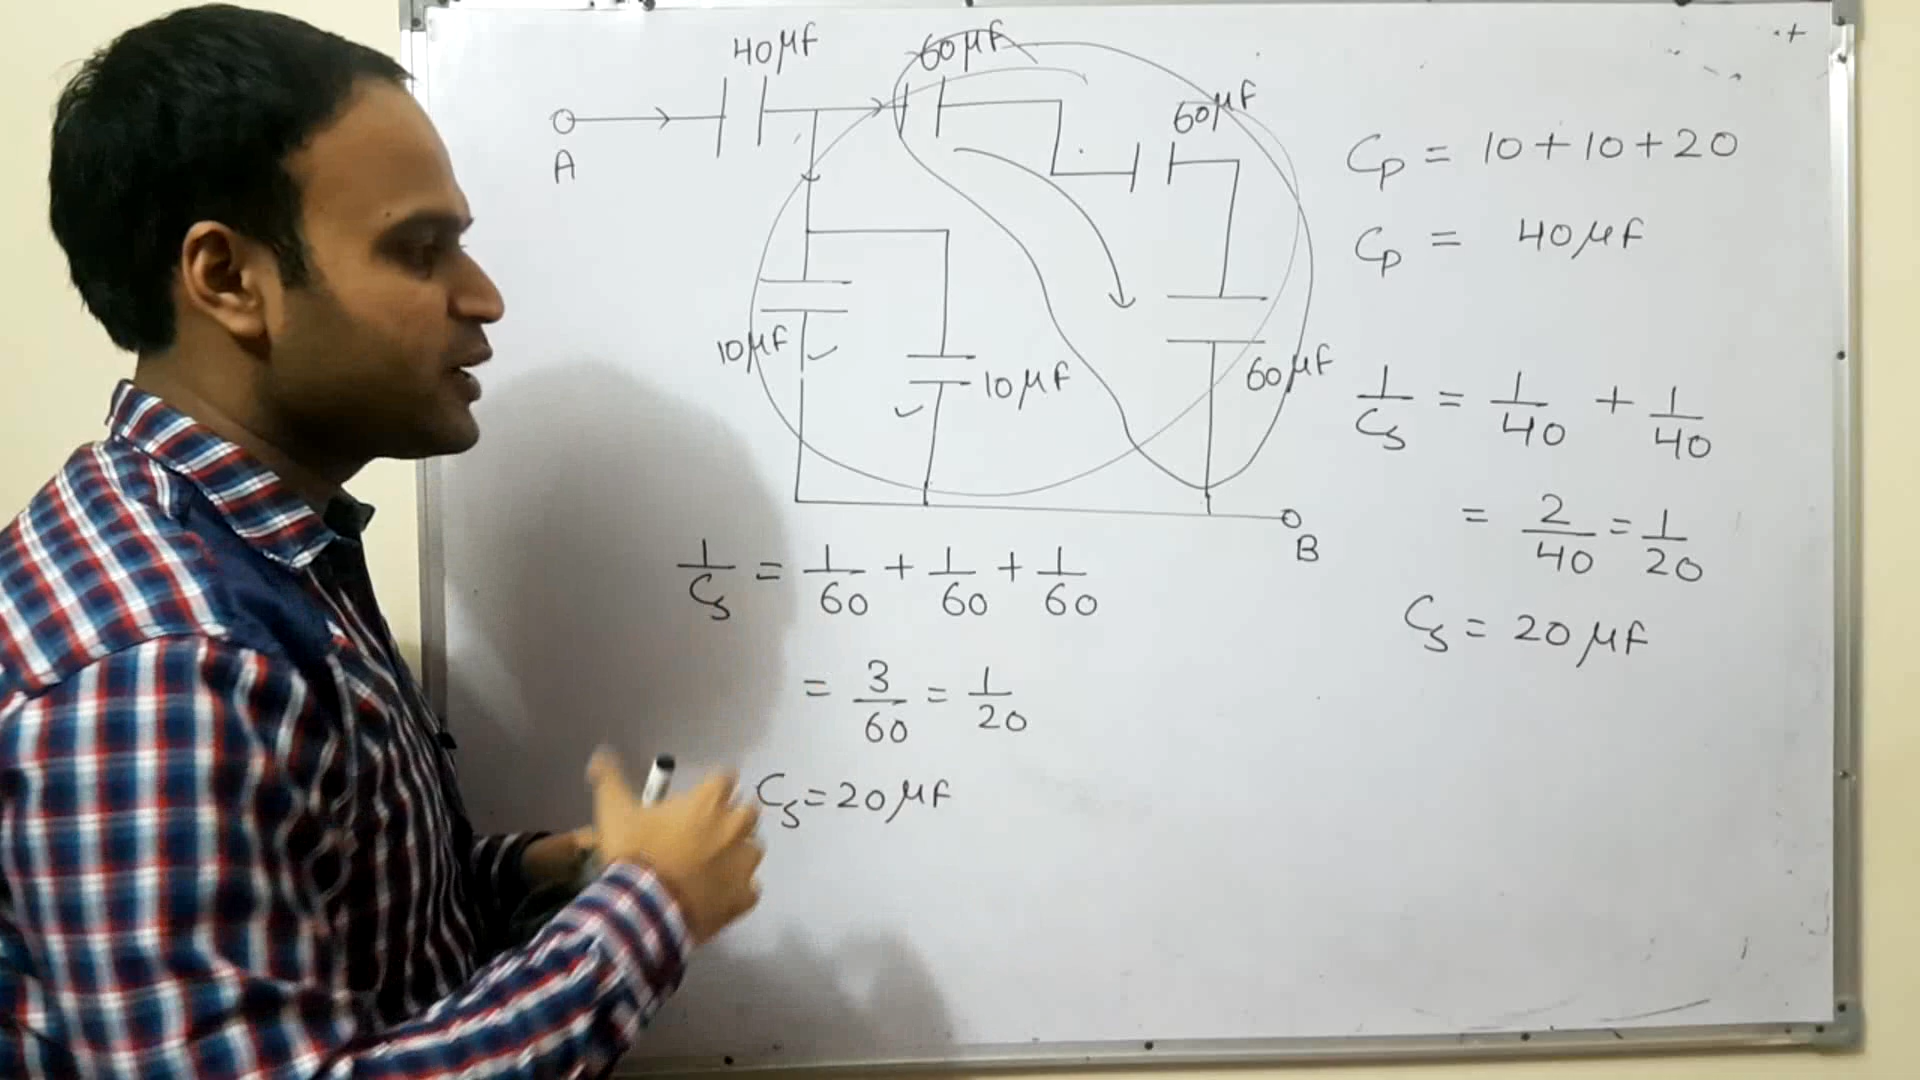 40μF
60μF
60μF
A
10μF
10μF
60μF
B
1/Cs = 1/60 + 1/60 + 1/60
= 3/60 = 1/20
Cs = 20μF
Cp = 10+10+20
Cp = 40μF
1/Cs = 1/40 + 1/40
= 2/40 = 1/20
Cs = 20μF